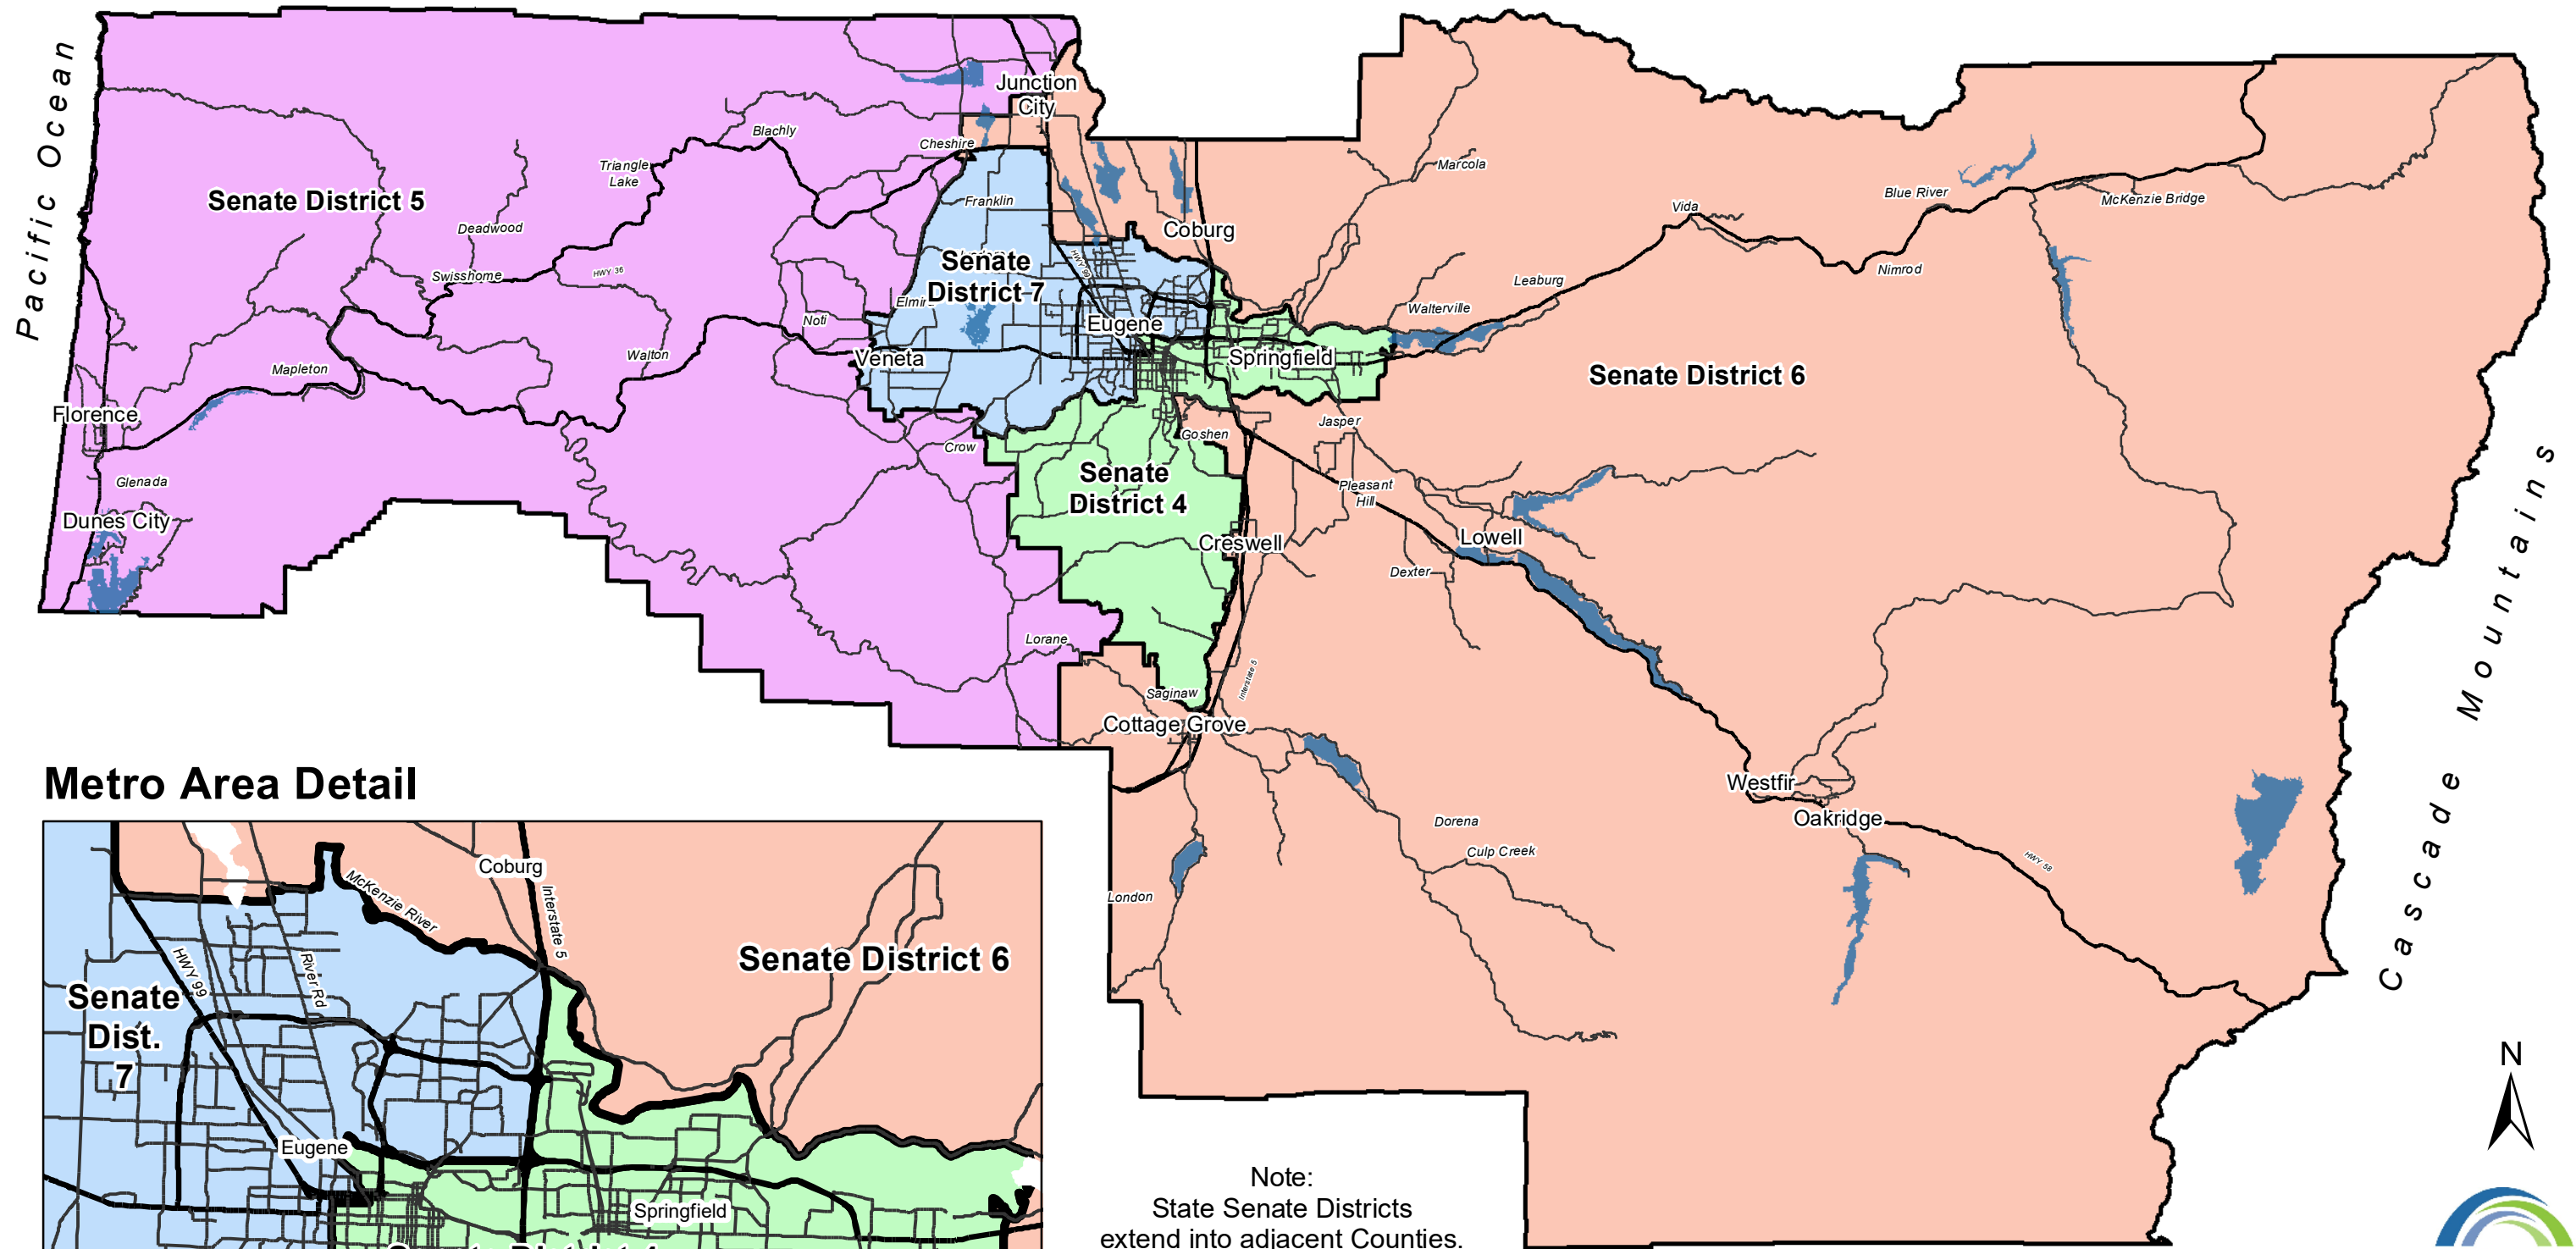 Pacific Ocean
Senate District 5
Deadwood
Swisshome
HWY 36
Triangle
Lake
Blachly
Cheshire
Junction
City
Franklin
Senate
District 7
Elmira
Noti
Veneta
Walton
Mapleton
Florence
Glenada
Dunes City
Crow
Lorane
HWY 99
Eugene
Coburg
Springfield
Marcola
Walterville
Leaburg
Vida
Nimrod
Blue River
McKenzie Bridge
Senate District 6
Senate
District 4
Goshen
Jasper
Pleasant
Hill
Creswell
Lowell
Dexter
Interstate 5
Saginaw
Cottage Grove
Westfir
Oakridge
HWY 58
Dorena
Culp Creek
London
Cascade Mountains
Metro Area Detail
Coburg
McKenzie River
Interstate 5
HWY 99
River Rd
Senate District 6
Senate
Dist.
7
Eugene
Springfield
Senate District 4
Note:
State Senate Districts
extend into adjacent Counties.
N